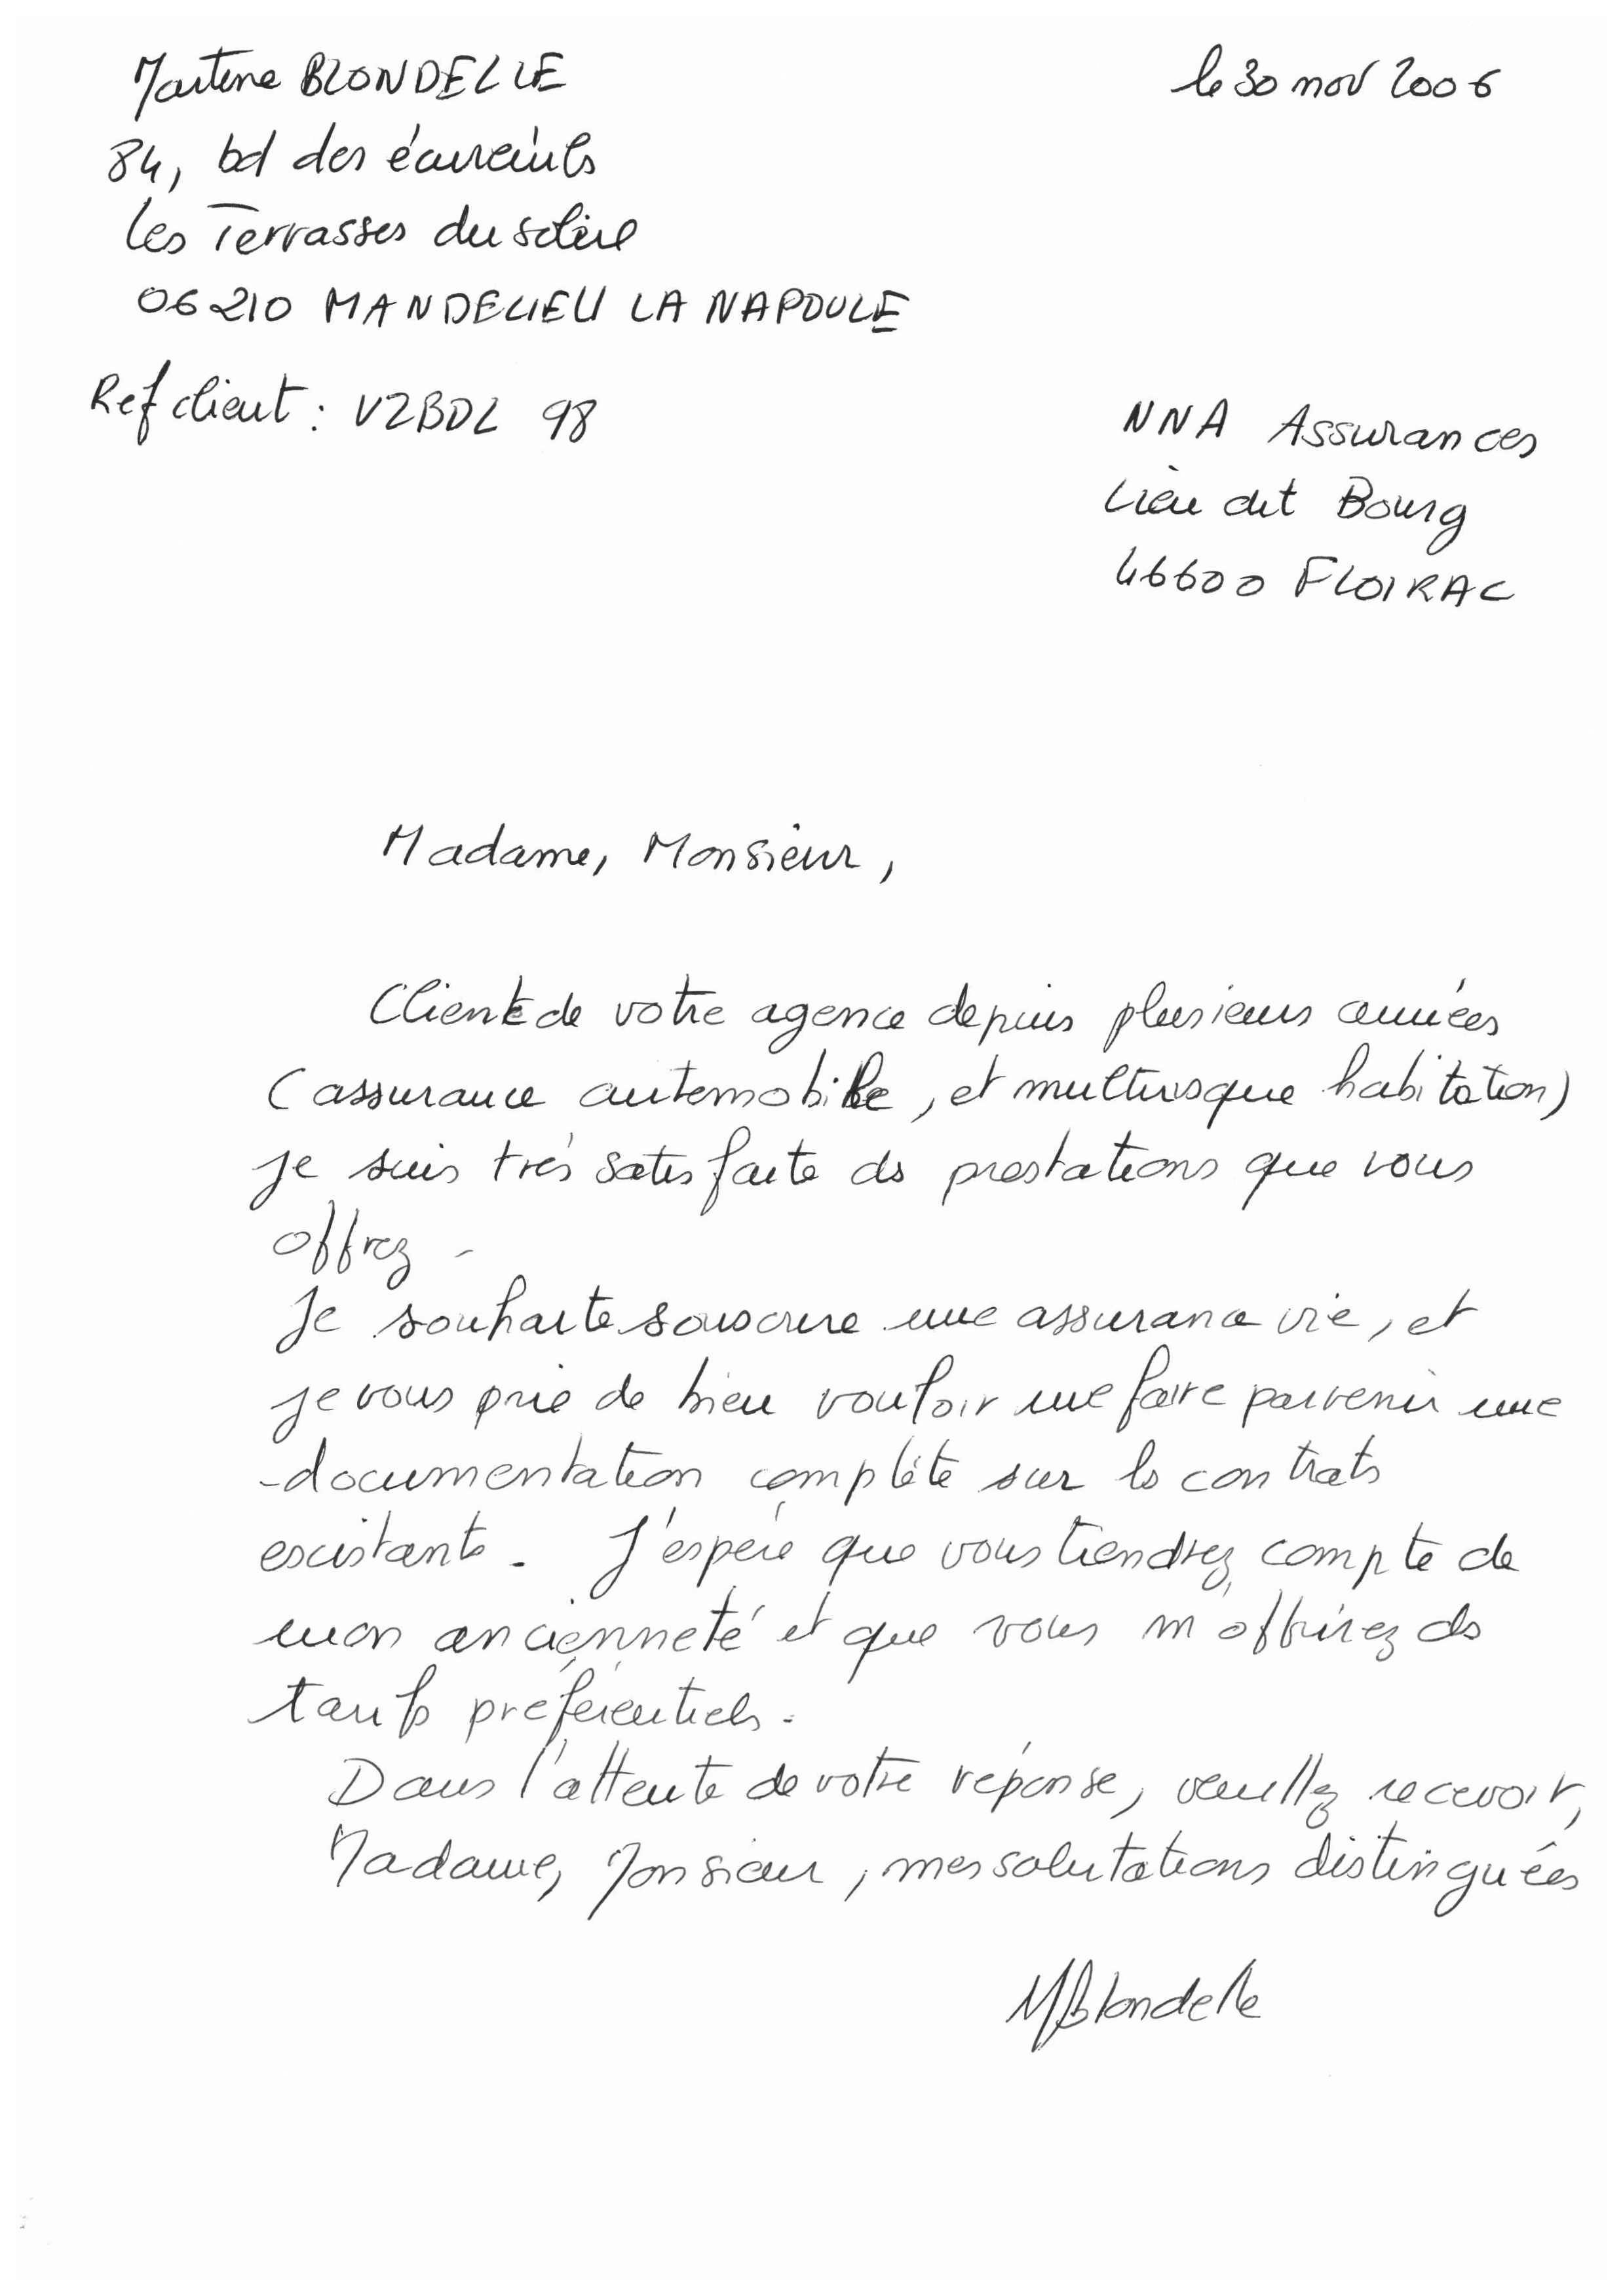 Martine BLONDELLE
le 30 nov 2006
84, bd des écureuils
Les Terrasses du soleil
06210 MANDELIEU LA NAPOULE
Ref client : VZBDL 98
NNA Assurances
Lieu dit Bourg
46600 FLOIRAC
Madame, Monsieur,
Cliente de votre agence depuis plusieurs années
(assurance automobile, et multirisque habitation)
je suis très satisfaite des prestations que vous
offrez.
Je souhaite souscrire une assurance vie, et
je vous prie de bien vouloir me faire parvenir une
documentation complète sur les contrats
existants. J'espère que vous tiendrez compte de
mon ancienneté et que vous m'offrirez des
tarifs préférentiels.
Dans l'attente de votre réponse, veuillez recevoir,
Madame, Monsieur, mes salutations distinguées
MBlondelle